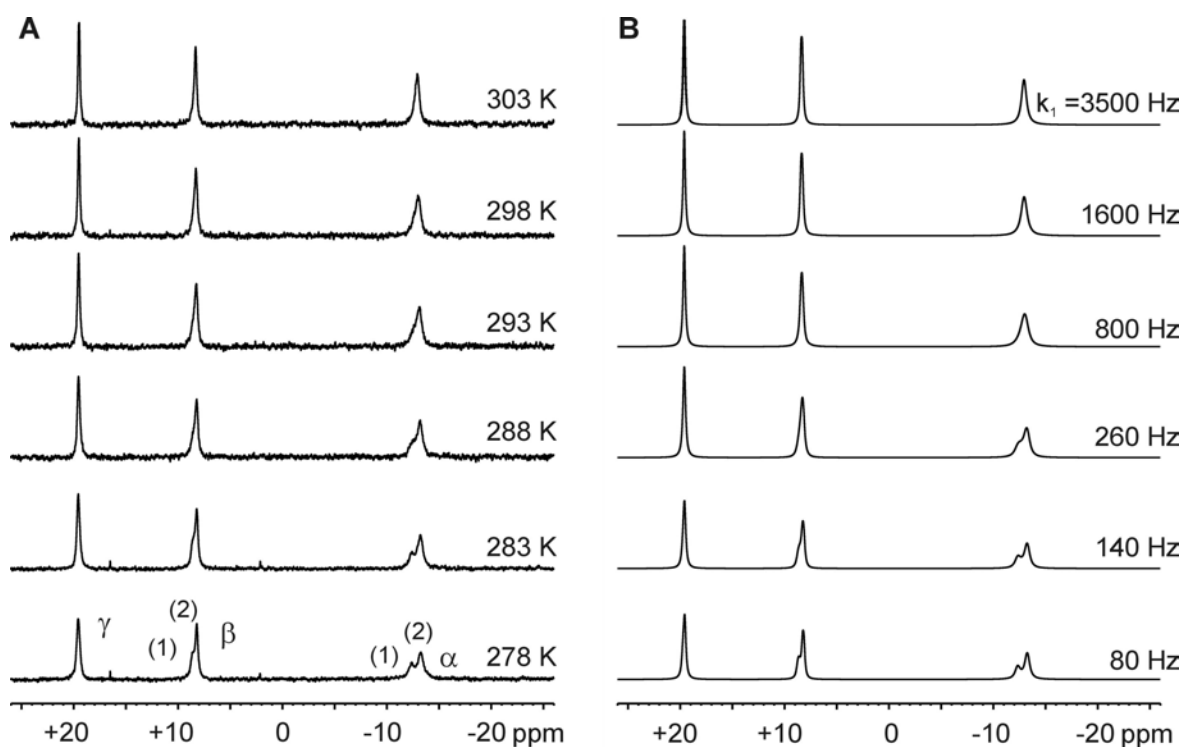 A
303 K
298 K
293 K
288 K
283 K
(2)
γ
(1)
β
(2)
(1)
α
278 K
+20 +10 0 -10 -20 ppm
B
k₁ =3500 Hz
1600 Hz
800 Hz
260 Hz
140 Hz
80 Hz
+20 +10 0 -10 -20 ppm